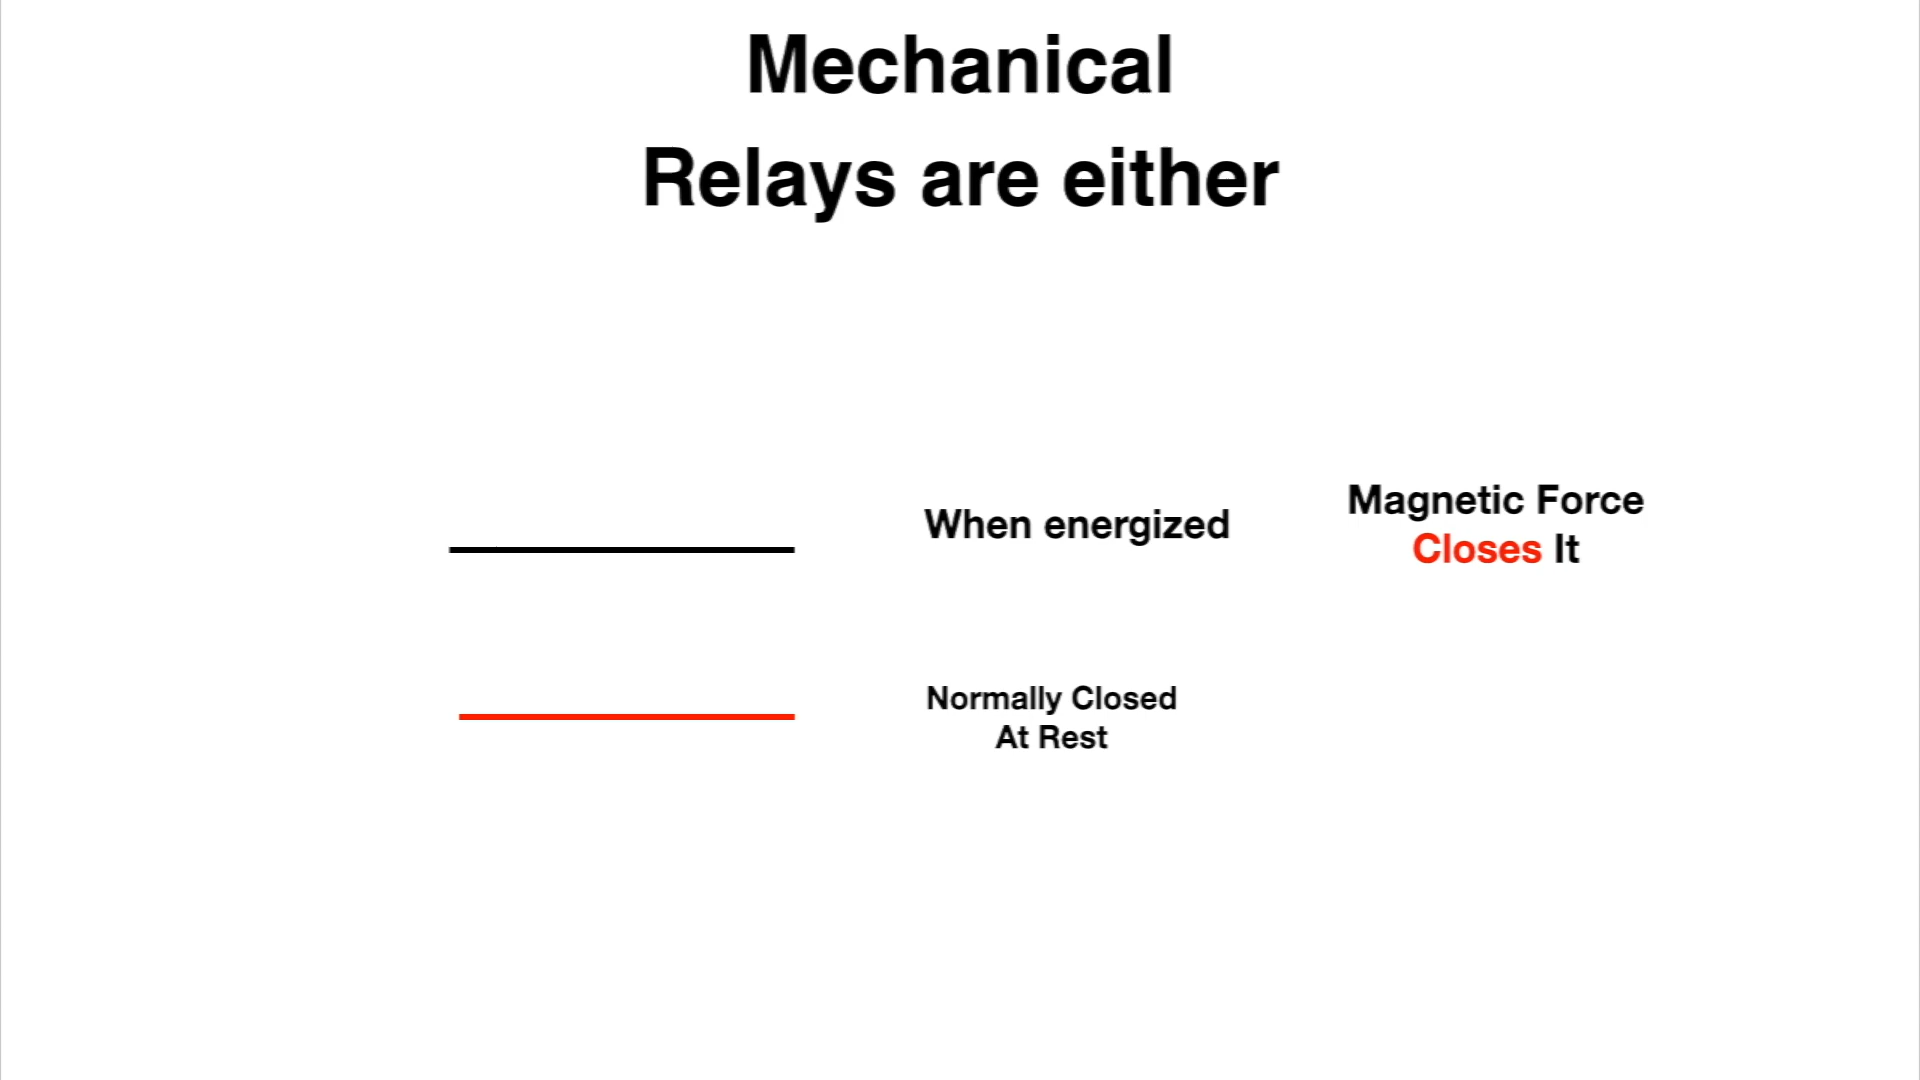 Mechanical
Relays are either
When energized
Magnetic Force
Closes It
Normally Closed
At Rest